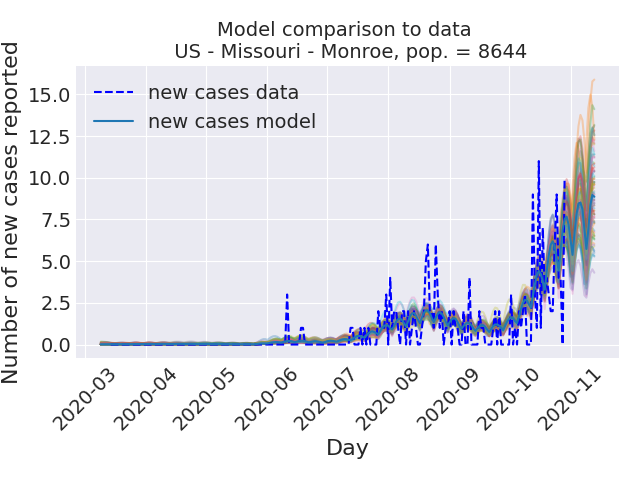 Model comparison to data
US - Missouri - Monroe, pop. = 8644
Number of new cases reported
15.0
12.5
10.0
7.5
5.0
2.5
0.0
new cases data
new cases model
2020-03
2020-04
2020-05
2020-06
2020-07
2020-08
2020-09
2020-10
2020-11
Day